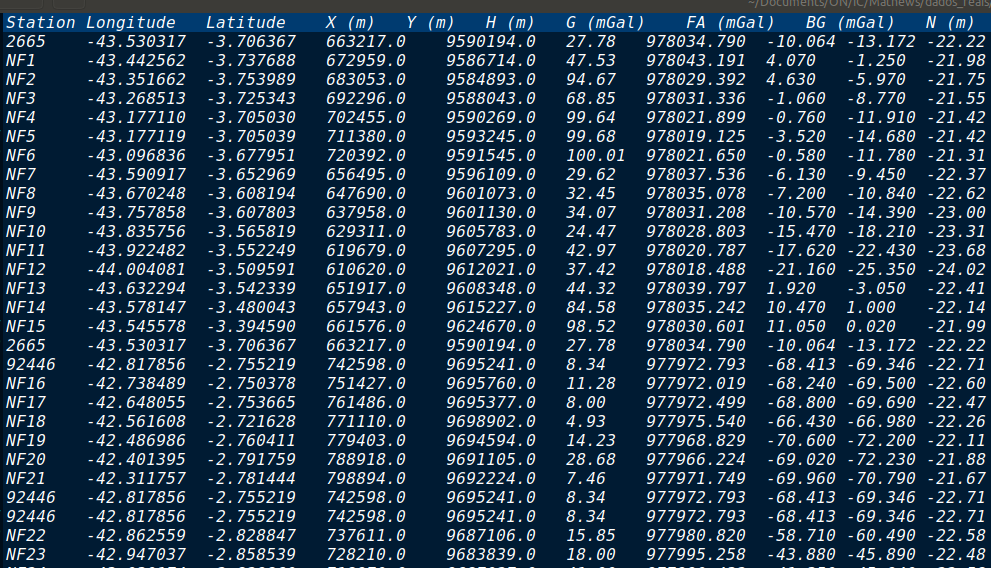 ~/Documents/ON/IC/Mathews/dados_reais/
Station Longitude Latitude X (m) Y (m) H (m) G (mGal) FA (mGal) BG (mGal) N (m)
2665 -43.530317 -3.706367 663217.0 9590194.0 27.78 978034.790 -10.064 -13.172 -22.22
NF1 -43.442562 -3.737688 672959.0 9586714.0 47.53 978043.191 4.070 -1.250 -21.98
NF2 -43.351662 -3.753989 683053.0 9584893.0 94.67 978029.392 4.630 -5.970 -21.75
NF3 -43.268513 -3.725343 692296.0 9588043.0 68.85 978031.336 -1.060 -8.770 -21.55
NF4 -43.177110 -3.705030 702455.0 9590269.0 99.64 978021.899 -0.760 -11.910 -21.42
NF5 -43.177119 -3.705039 711380.0 9593245.0 99.68 978019.125 -3.520 -14.680 -21.42
NF6 -43.096836 -3.677951 720392.0 9591545.0 100.01 978021.650 -0.580 -11.780 -21.31
NF7 -43.590917 -3.652969 656495.0 9596109.0 29.62 978037.536 -6.130 -9.450 -22.37
NF8 -43.670248 -3.608194 647690.0 9601073.0 32.45 978035.078 -7.200 -10.840 -22.62
NF9 -43.757858 -3.607803 637958.0 9601130.0 34.07 978031.208 -10.570 -14.390 -23.00
NF10 -43.835756 -3.565819 629311.0 9605783.0 24.47 978028.803 -15.470 -18.210 -23.31
NF11 -43.922482 -3.552249 619679.0 9607295.0 42.97 978020.787 -17.620 -22.430 -23.68
NF12 -44.004081 -3.509591 610620.0 9612021.0 37.42 978018.488 -21.160 -25.350 -24.02
NF13 -43.632294 -3.542339 651917.0 9608348.0 44.32 978039.797 1.920 -3.050 -22.41
NF14 -43.578147 -3.480043 657943.0 9615227.0 84.58 978035.242 10.470 1.000 -22.14
NF15 -43.545578 -3.394590 661576.0 9624670.0 98.52 978030.601 11.050 0.020 -21.99
2665 -43.530317 -3.706367 663217.0 9590194.0 27.78 978034.790 -10.064 -13.172 -22.22
92446 -42.817856 -2.755219 742598.0 9695241.0 8.34 977972.793 -68.413 -69.346 -22.71
NF16 -42.738489 -2.750378 751427.0 9695760.0 11.28 977972.019 -68.240 -69.500 -22.60
NF17 -42.648055 -2.753665 761486.0 9695377.0 8.00 977972.499 -68.800 -69.690 -22.47
NF18 -42.561608 -2.721628 771110.0 9698902.0 4.93 977975.540 -66.430 -66.980 -22.26
NF19 -42.486986 -2.760411 779403.0 9694594.0 14.23 977968.829 -70.600 -72.200 -22.11
NF20 -42.401395 -2.791759 788918.0 9691105.0 28.68 977966.224 -69.020 -72.230 -21.88
NF21 -42.311757 -2.781444 798894.0 9692224.0 7.46 977971.749 -69.960 -70.790 -21.67
92446 -42.817856 -2.755219 742598.0 9695241.0 8.34 977972.793 -68.413 -69.346 -22.71
92446 -42.817856 -2.755219 742598.0 9695241.0 8.34 977972.793 -68.413 -69.346 -22.71
NF22 -42.862559 -2.828847 737611.0 9687106.0 15.85 977980.820 -58.710 -60.490 -22.58
NF23 -42.947037 -2.858539 728210.0 9683839.0 18.00 977995.258 -43.880 -45.890 -22.48